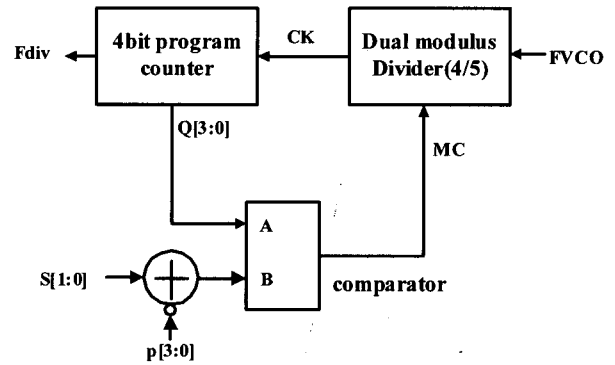 Fdiv
4bit program
counter
CK
Dual modulus
Divider(4/5)
FVCO
Q[3:0]
MC
A
B
S[1:0]
comparator
p[3:0]